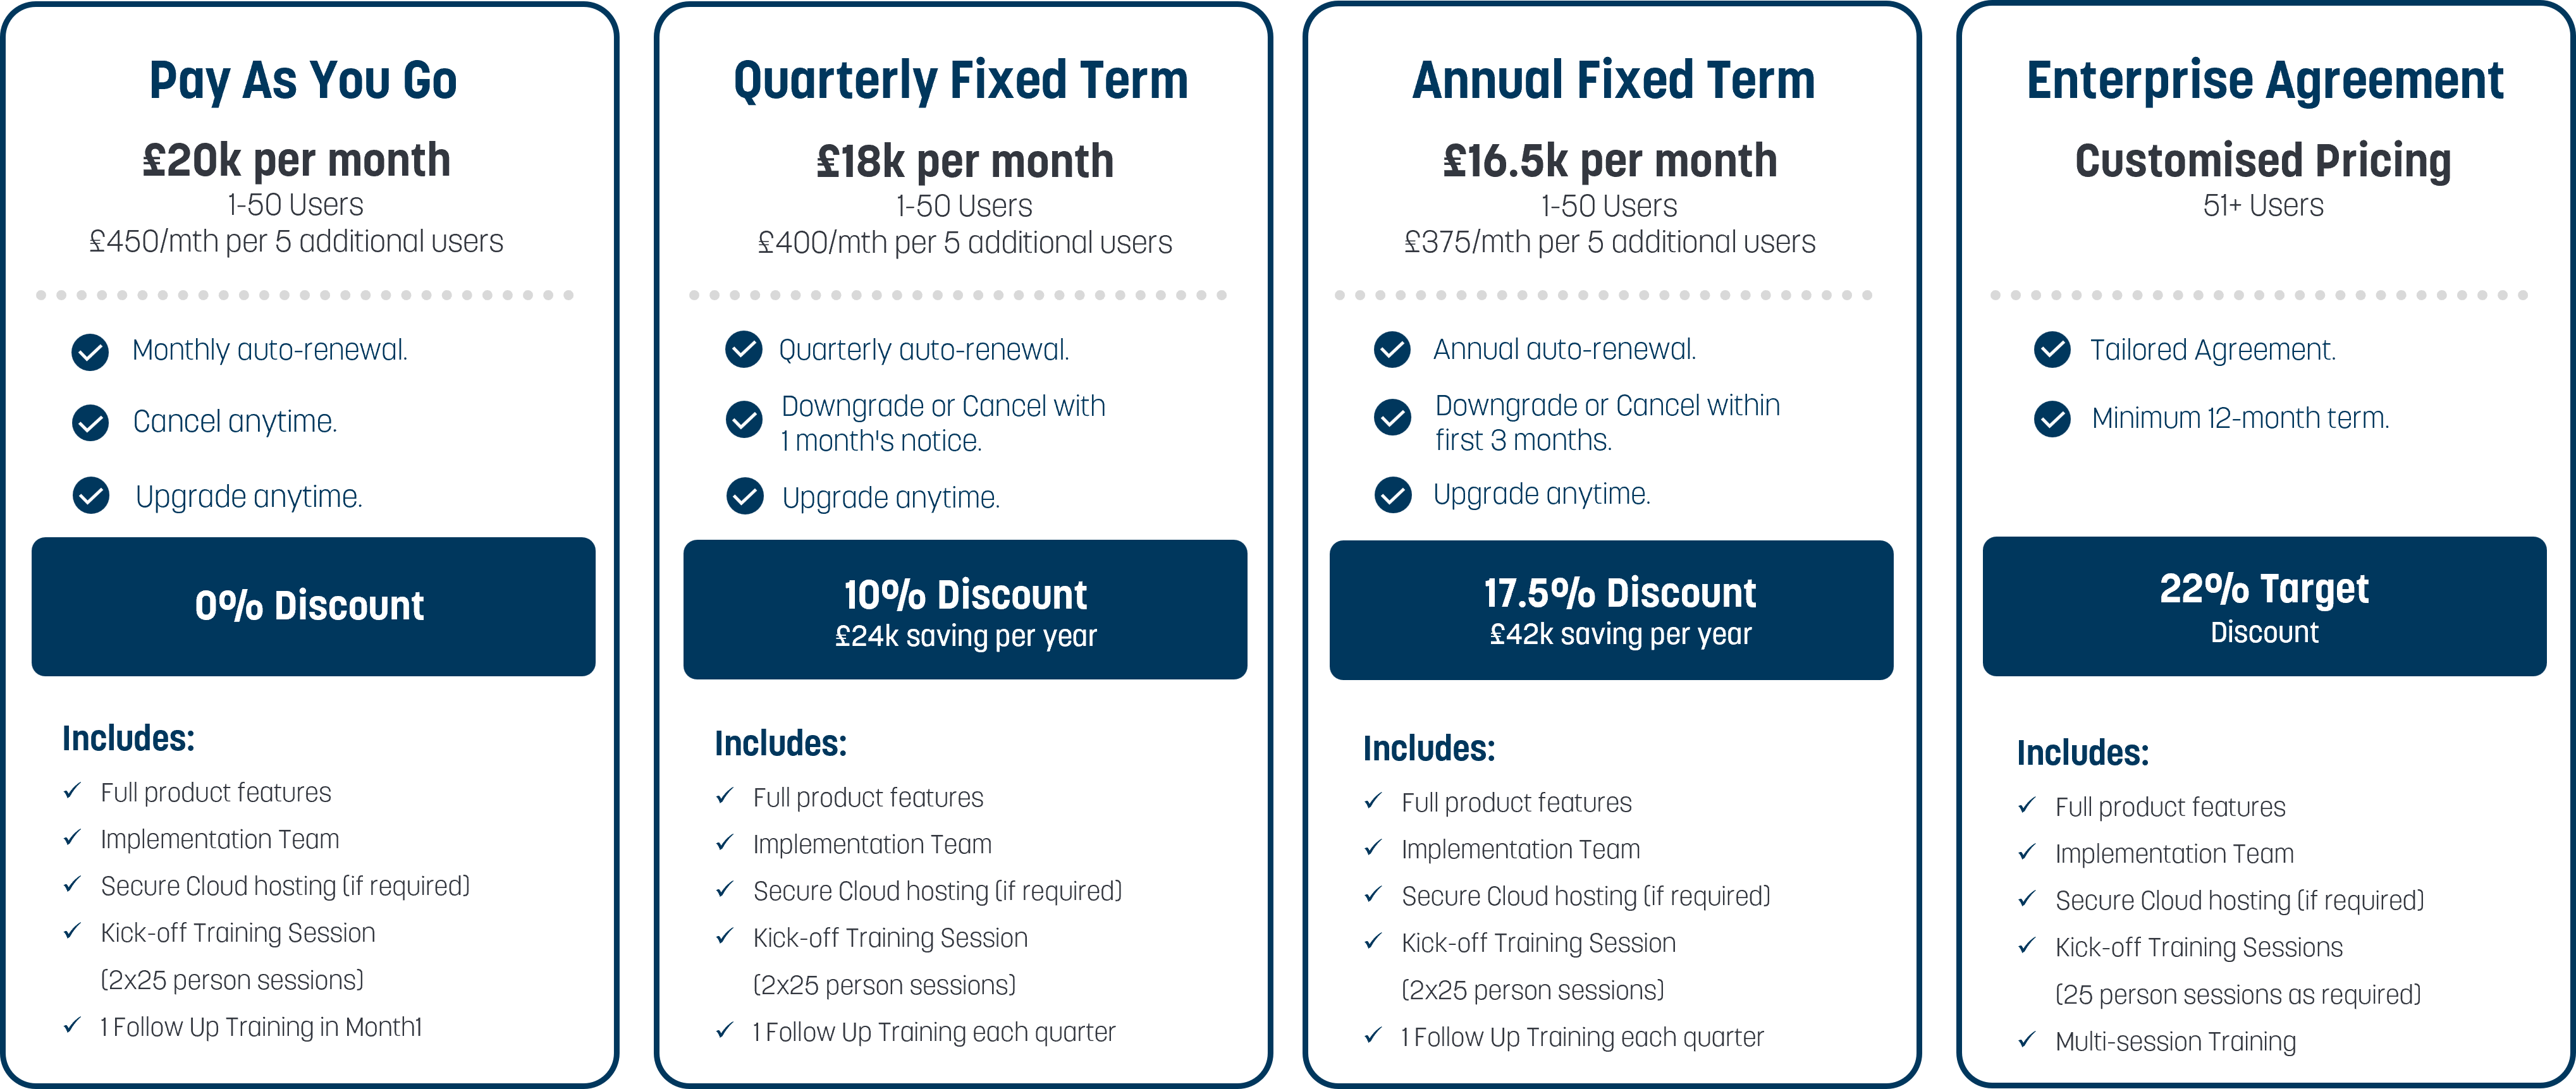 Pay As You Go
£20k per month
1-50 Users
£450/mth per 5 additional users
Monthly auto-renewal.
Cancel anytime.
Upgrade anytime.
0% Discount
Includes:
Full product features
Implementation Team
Secure Cloud hosting (if required)
Kick-off Training Session
(2x25 person sessions)
1 Follow Up Training in Month1
Quarterly Fixed Term
£18k per month
1-50 Users
£400/mth per 5 additional users
Quarterly auto-renewal.
Downgrade or Cancel with
1 month's notice.
Upgrade anytime.
10% Discount
£24k saving per year
Includes:
Full product features
Implementation Team
Secure Cloud hosting (if required)
Kick-off Training Session
(2x25 person sessions)
1 Follow Up Training each quarter
Annual Fixed Term
£16.5k per month
1-50 Users
£375/mth per 5 additional users
Annual auto-renewal.
Downgrade or Cancel within
first 3 months.
Upgrade anytime.
17.5% Discount
£42k saving per year
Includes:
Full product features
Implementation Team
Secure Cloud hosting (if required)
Kick-off Training Session
(2x25 person sessions)
1 Follow Up Training each quarter
Enterprise Agreement
Customised Pricing
51+ Users
Tailored Agreement.
Minimum 12-month term.
22% Target
Discount
Includes:
Full product features
Implementation Team
Secure Cloud hosting (if required)
Kick-off Training Sessions
(25 person sessions as required)
Multi-session Training